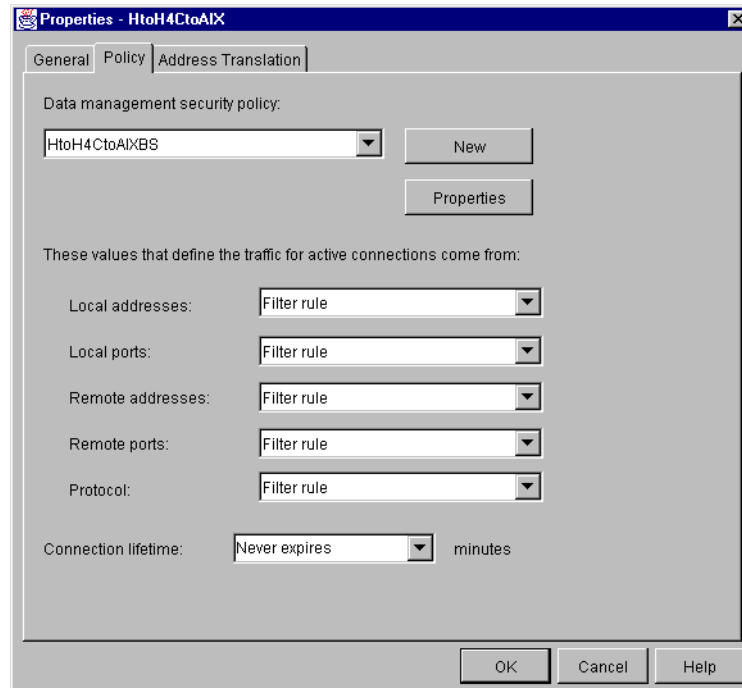 Properties - HtoH4CtoAIX
General Policy Address Translation
Data management security policy:
HtoH4CtoAIXBS New
Properties
These values that define the traffic for active connections come from:
Local addresses: Filter rule
Local ports: Filter rule
Remote addresses: Filter rule
Remote ports: Filter rule
Protocol: Filter rule
Connection lifetime: Never expires minutes
OK Cancel Help